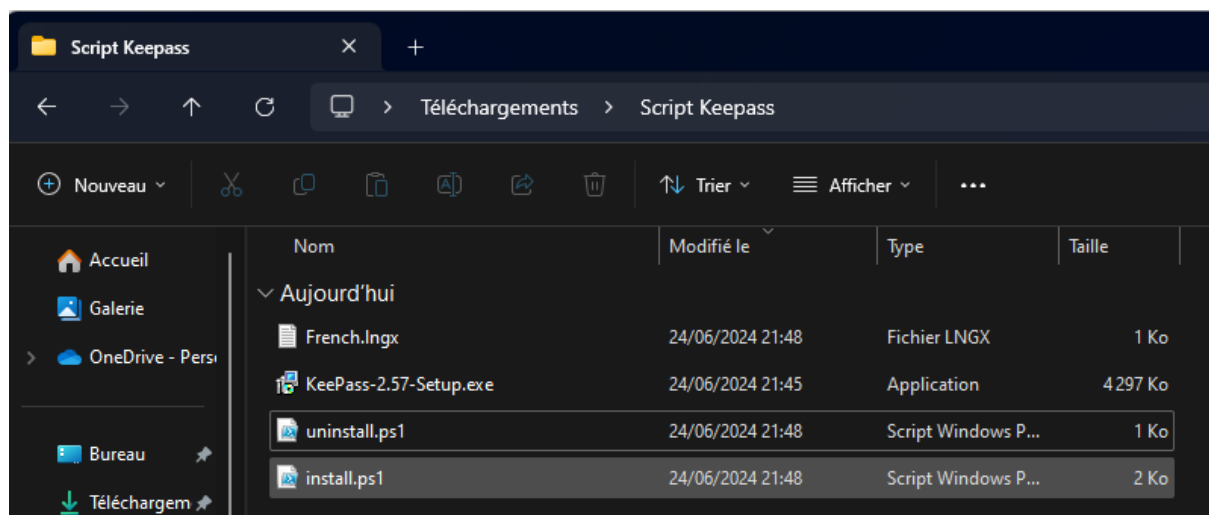 Script Keepass
Téléchargements > Script Keepass
Nouveau
Trier
Afficher
Nom Modifié le Type Taille
Accueil
Galerie
OneDrive - Perso
Bureau
Téléchargem
Aujourd'hui
French.lngx 24/06/2024 21:48 Fichier LNGX 1 Ko
KeePass-2.57-Setup.exe 24/06/2024 21:45 Application 4 297 Ko
uninstall.ps1 24/06/2024 21:48 Script Windows P... 1 Ko
install.ps1 24/06/2024 21:48 Script Windows P... 2 Ko